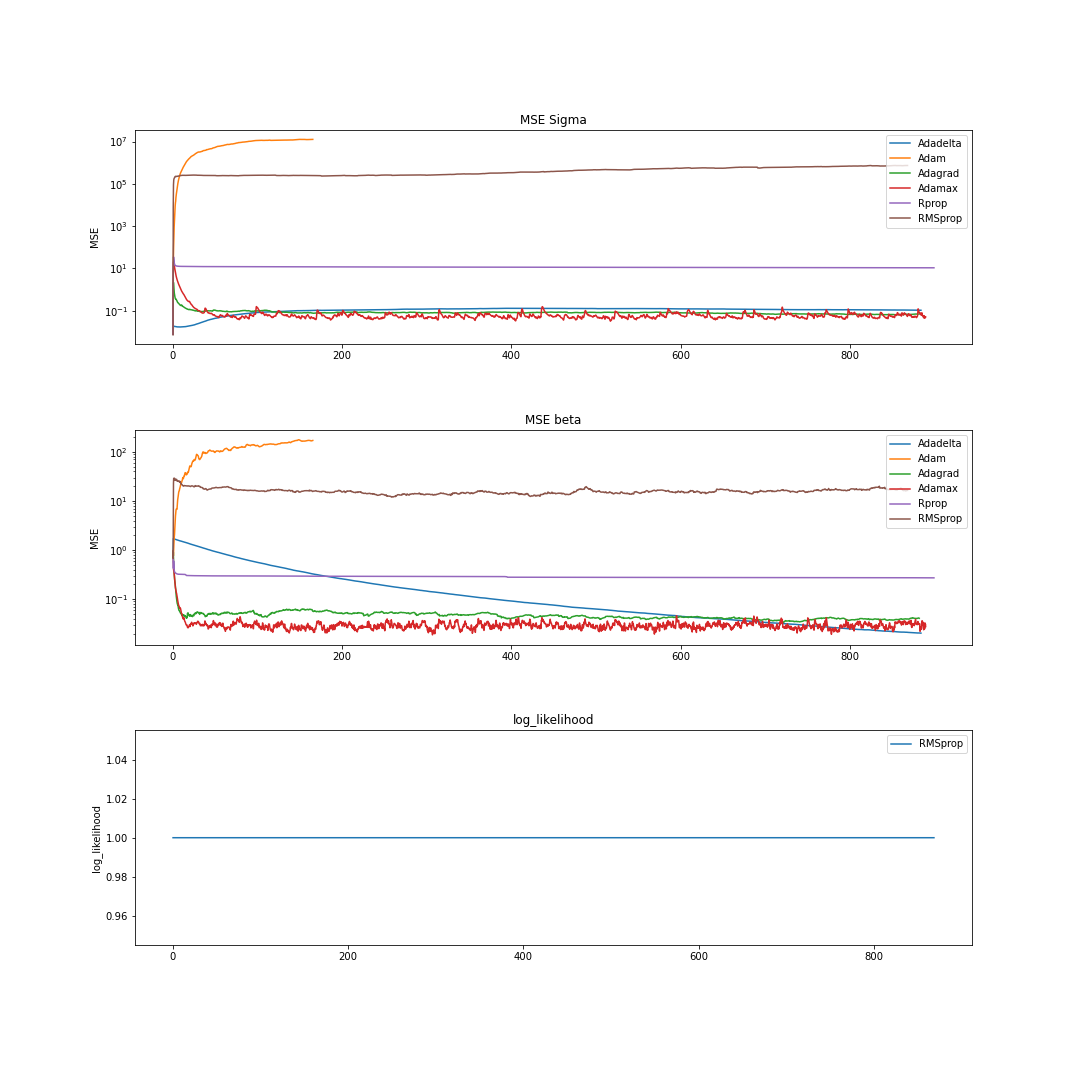 MSE Sigma
MSE
10^7
10^5
10^3
10^1
10^-1
0 200 400 600 800
Adadelta
Adam
Adagrad
Adamax
Rprop
RMSprop
MSE beta
MSE
10^2
10^1
10^0
10^-1
0 200 400 600 800
Adadelta
Adam
Adagrad
Adamax
Rprop
RMSprop
log_likelihood
log_likelihood
1.04
1.02
1.00
0.98
0.96
0 200 400 600 800
RMSprop